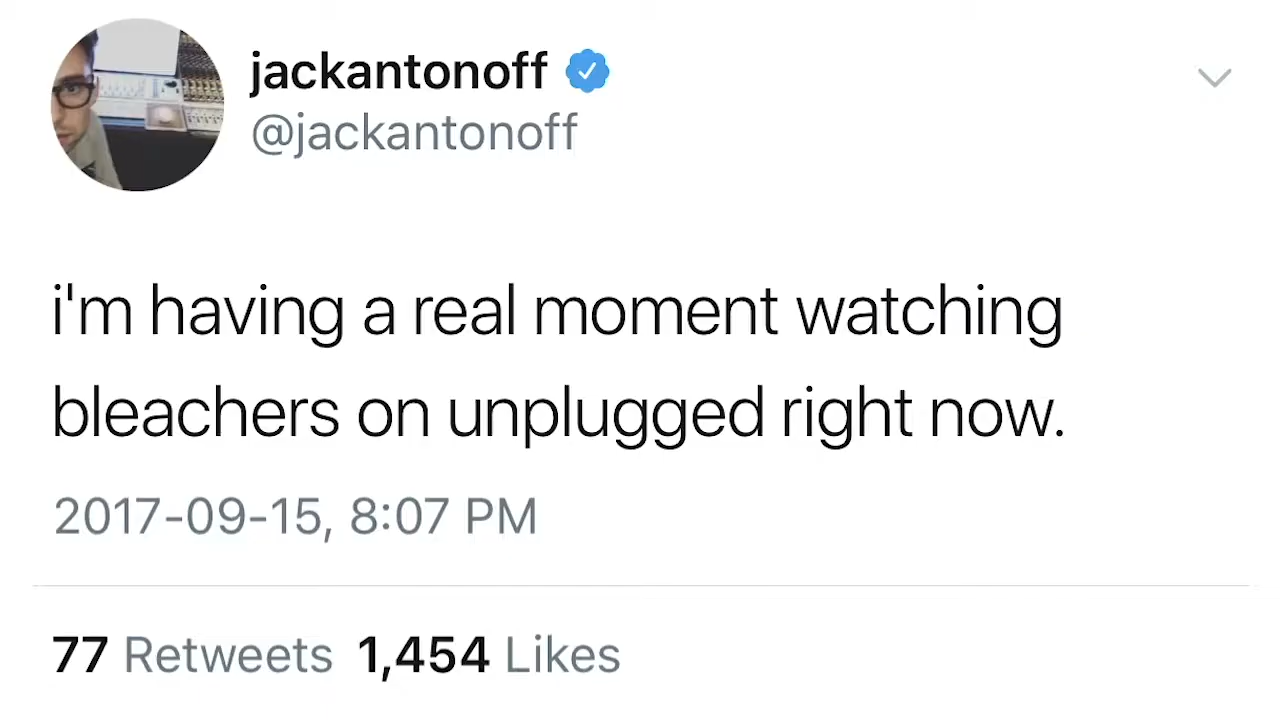 jackantonoff
@jackantonoff
i'm having a real moment watching
bleachers on unplugged right now.
2017-09-15, 8:07 PM
77 Retweets 1,454 Likes